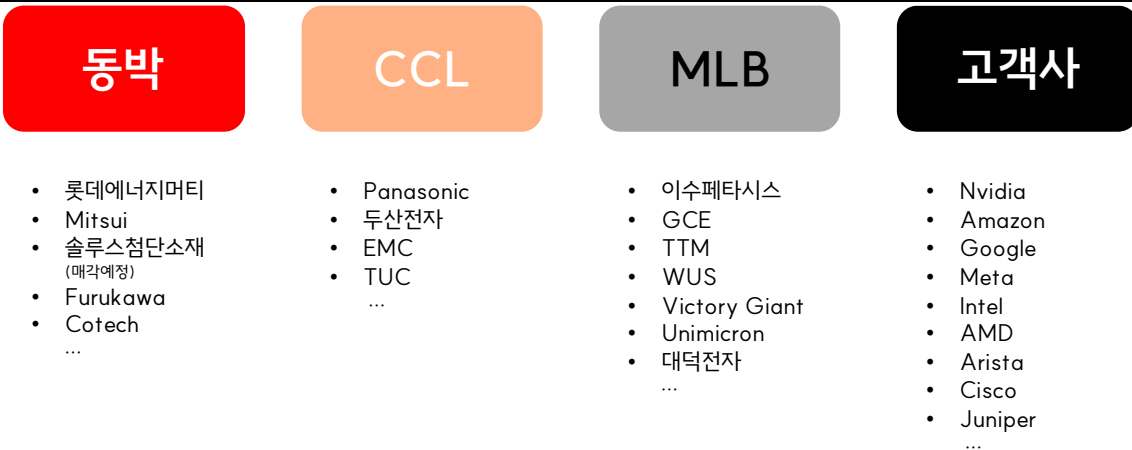 동박
롯데에너지머티
Mitsui
솔루스첨단소재
(매각예정)
Furukawa
Cotech
...
CCL
Panasonic
두산전자
EMC
TUC
...
MLB
이수페타시스
GCE
TTM
WUS
Victory Giant
Unimicron
대덕전자
...
고객사
Nvidia
Amazon
Google
Meta
Intel
AMD
Arista
Cisco
Juniper
...